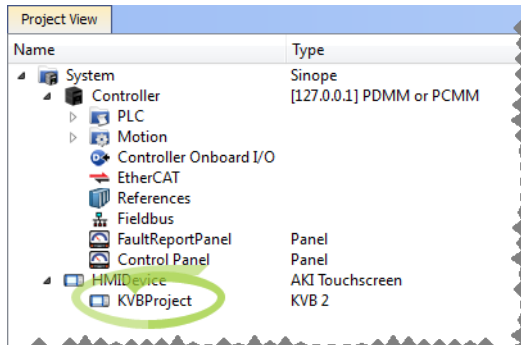 Project View
Name Type
System Sinope
Controller [127.0.0.1] PDMM or PCMM
PLC
Motion
Controller Onboard I/O
EtherCAT
References
Fieldbus
FaultReportPanel Panel
Control Panel Panel
HMIDevice AKI Touchscreen
KVBProject KVB 2